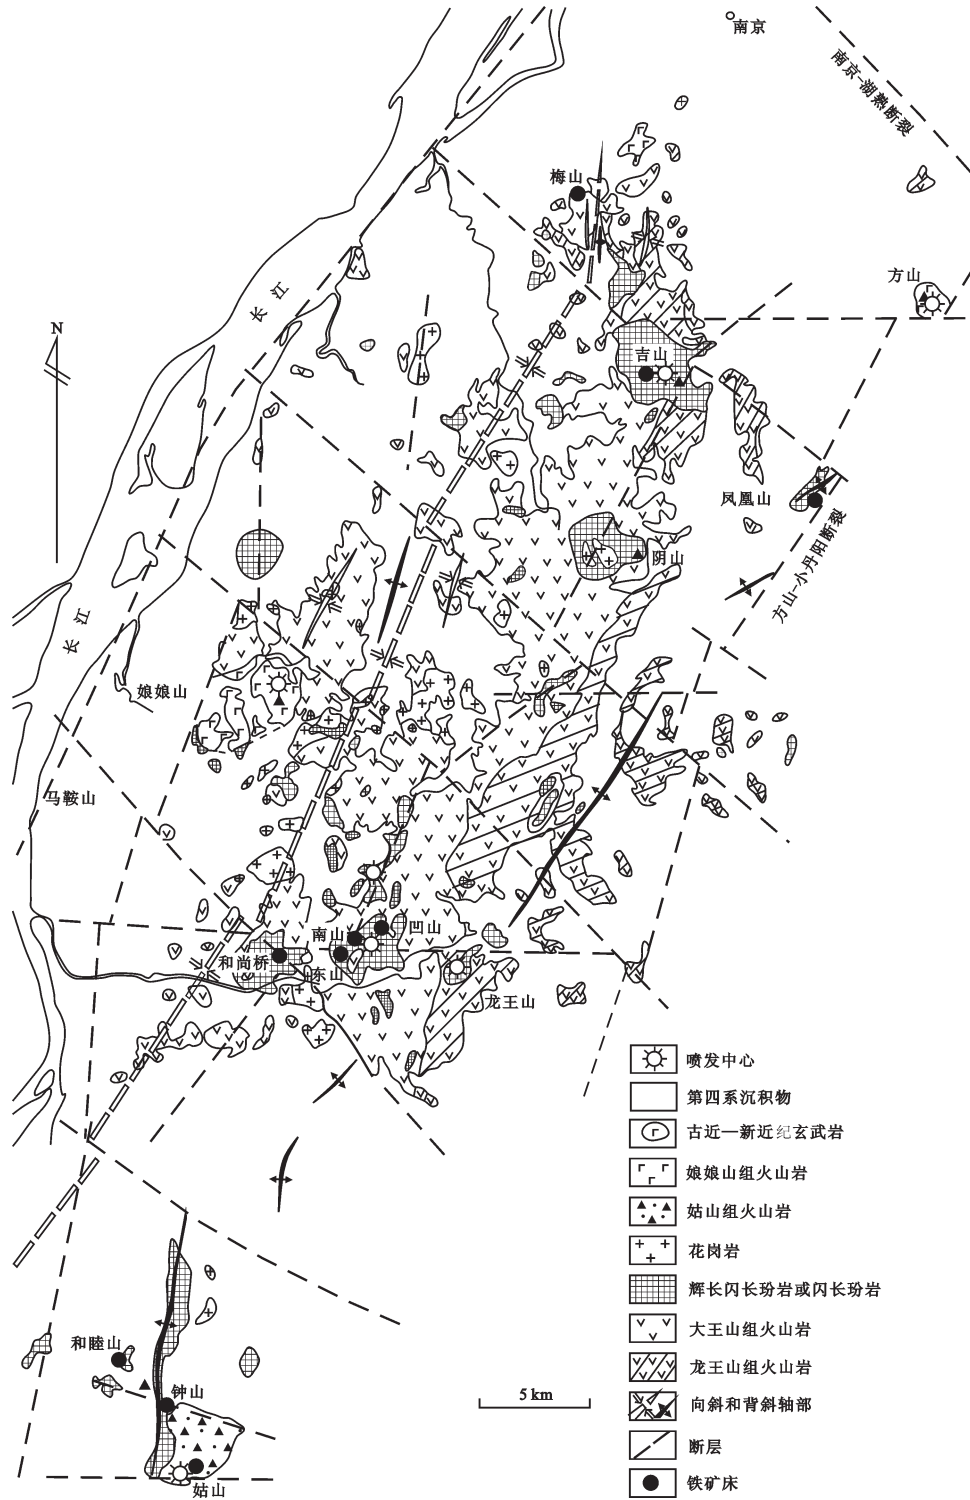 南京
南京-湖熟断裂
梅山
方山
长江
N
吉山
凤凰山
阴山
方山-小丹阳断裂
长江
娘娘山
马鞍山
南山
凹山
和尚桥
东山
龙王山
喷发中心
第四系沉积物
古近—新近纪玄武岩
娘娘山组火山岩
姑山组火山岩
花岗岩
辉长闪长玢岩或闪长玢岩
大王山组火山岩
龙王山组火山岩
向斜和背斜轴部
断层
铁矿床
和睦山
钟山
5 km
姑山